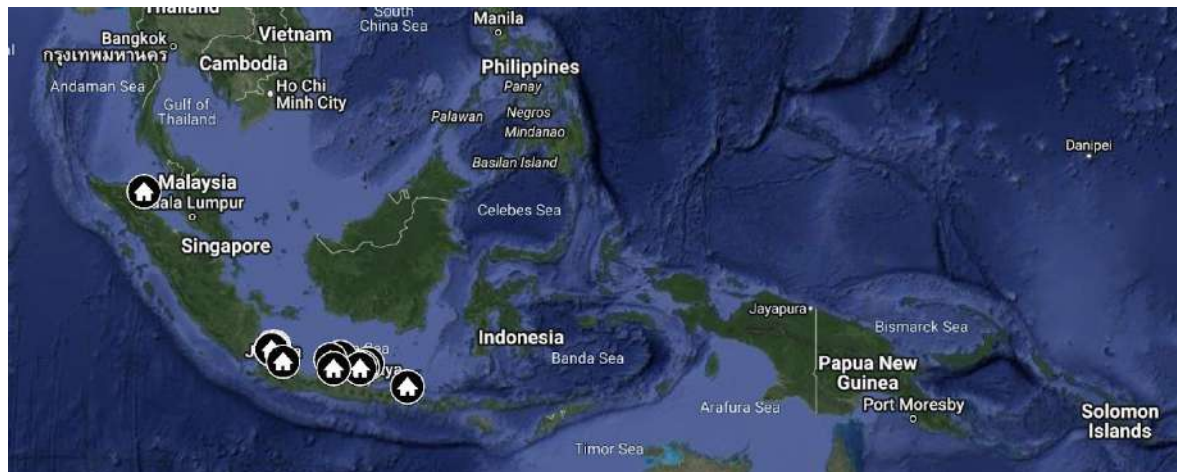 Thailand
Bangkok
กรุงเทพมหานคร
Vietnam
Cambodia
Ho Chi
Minh City
Andaman Sea
Gulf of
Thailand
South
China Sea
Manila
Philippines
Panay
Negros
Palawan
Mindanao
Basilan Island
Danipei
Malaysia
Lumpur
Singapore
Celebes Sea
Indonesia
Banda Sea
Jayapura
Bismarck Sea
Papua New
Guinea
Port Moresby
Arafura Sea
Timor Sea
Solomon
Islands